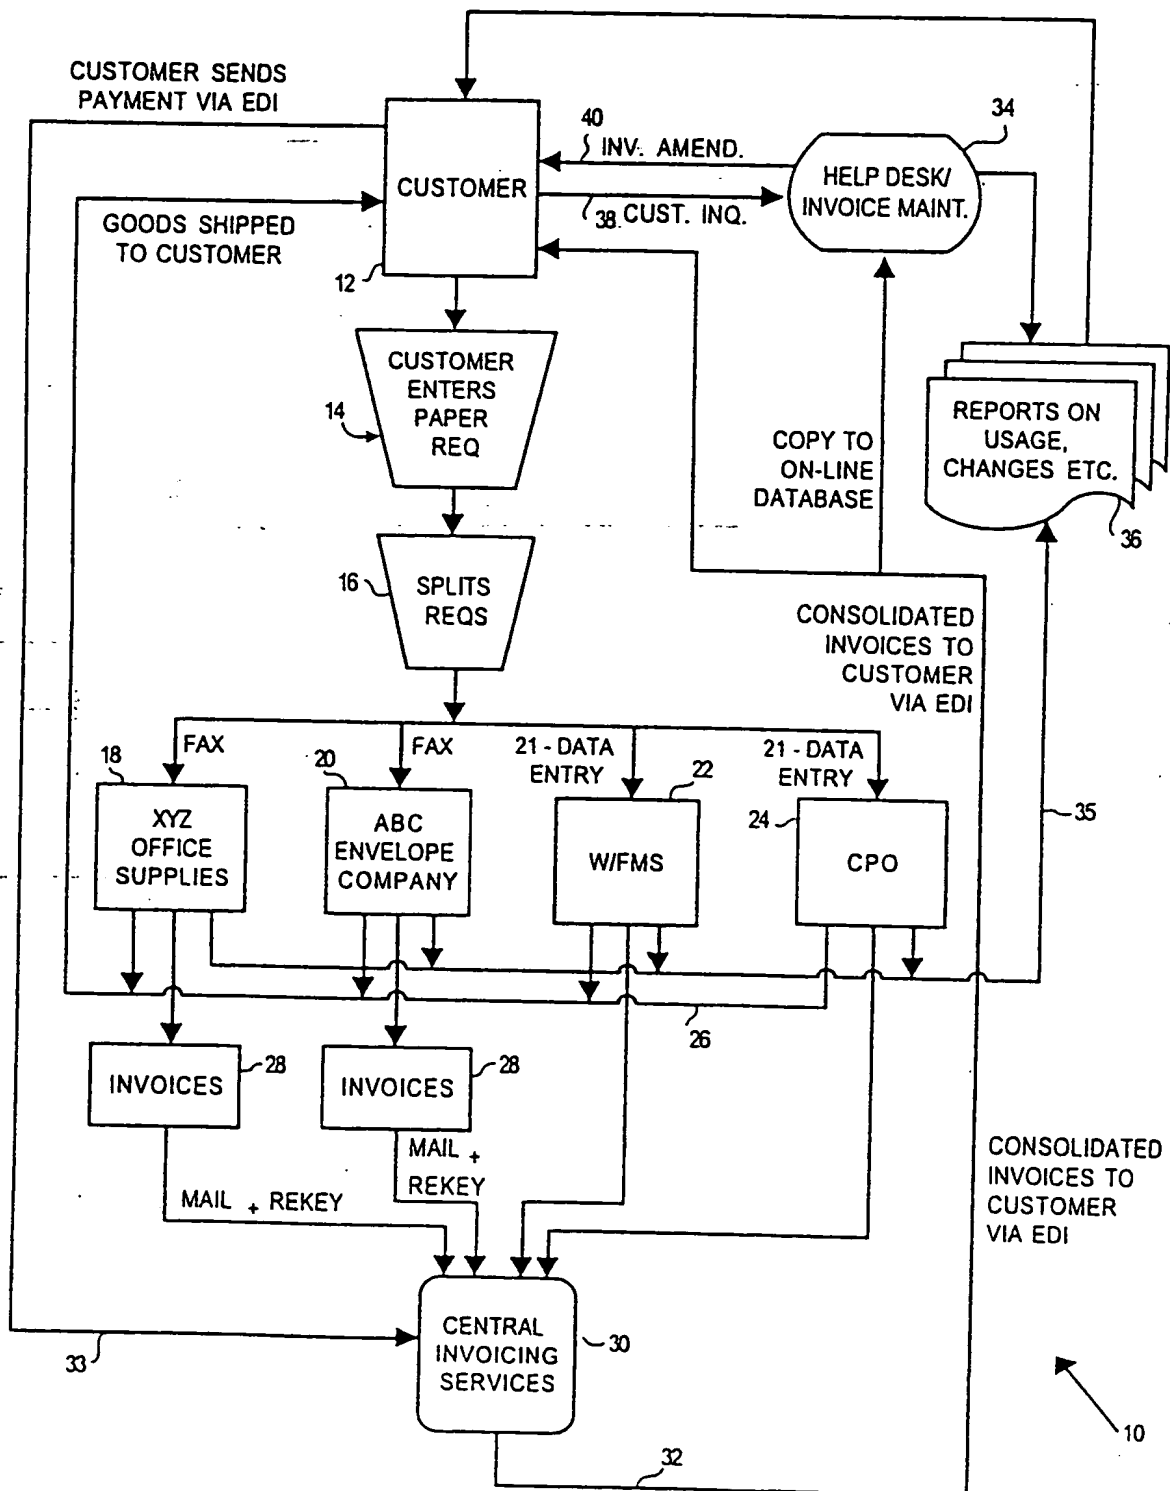 CUSTOMER SENDS
PAYMENT VIA EDI
CUSTOMER
12
GOODS SHIPPED
TO CUSTOMER
40
INV. AMEND.
38 CUST. INQ.
34
HELP DESK/
INVOICE MAINT.
CUSTOMER
ENTERS
PAPER
REQ
14
REPORTS ON
USAGE,
CHANGES ETC.
36
COPY TO
ON-LINE
DATABASE
16
SPLITS
REQS
CONSOLIDATED
INVOICES TO
CUSTOMER
VIA EDI
FAX
18
XYZ
OFFICE
SUPPLIES
FAX
20
ABC
ENVELOPE
COMPANY
21 - DATA
ENTRY
22
W/FMS
21 - DATA
ENTRY
24
CPO
35
26
INVOICES
28
INVOICES
28
MAIL + REKEY
MAIL +
REKEY
CONSOLIDATED
INVOICES TO
CUSTOMER
VIA EDI
CENTRAL
INVOICING
SERVICES
30
33
32
10